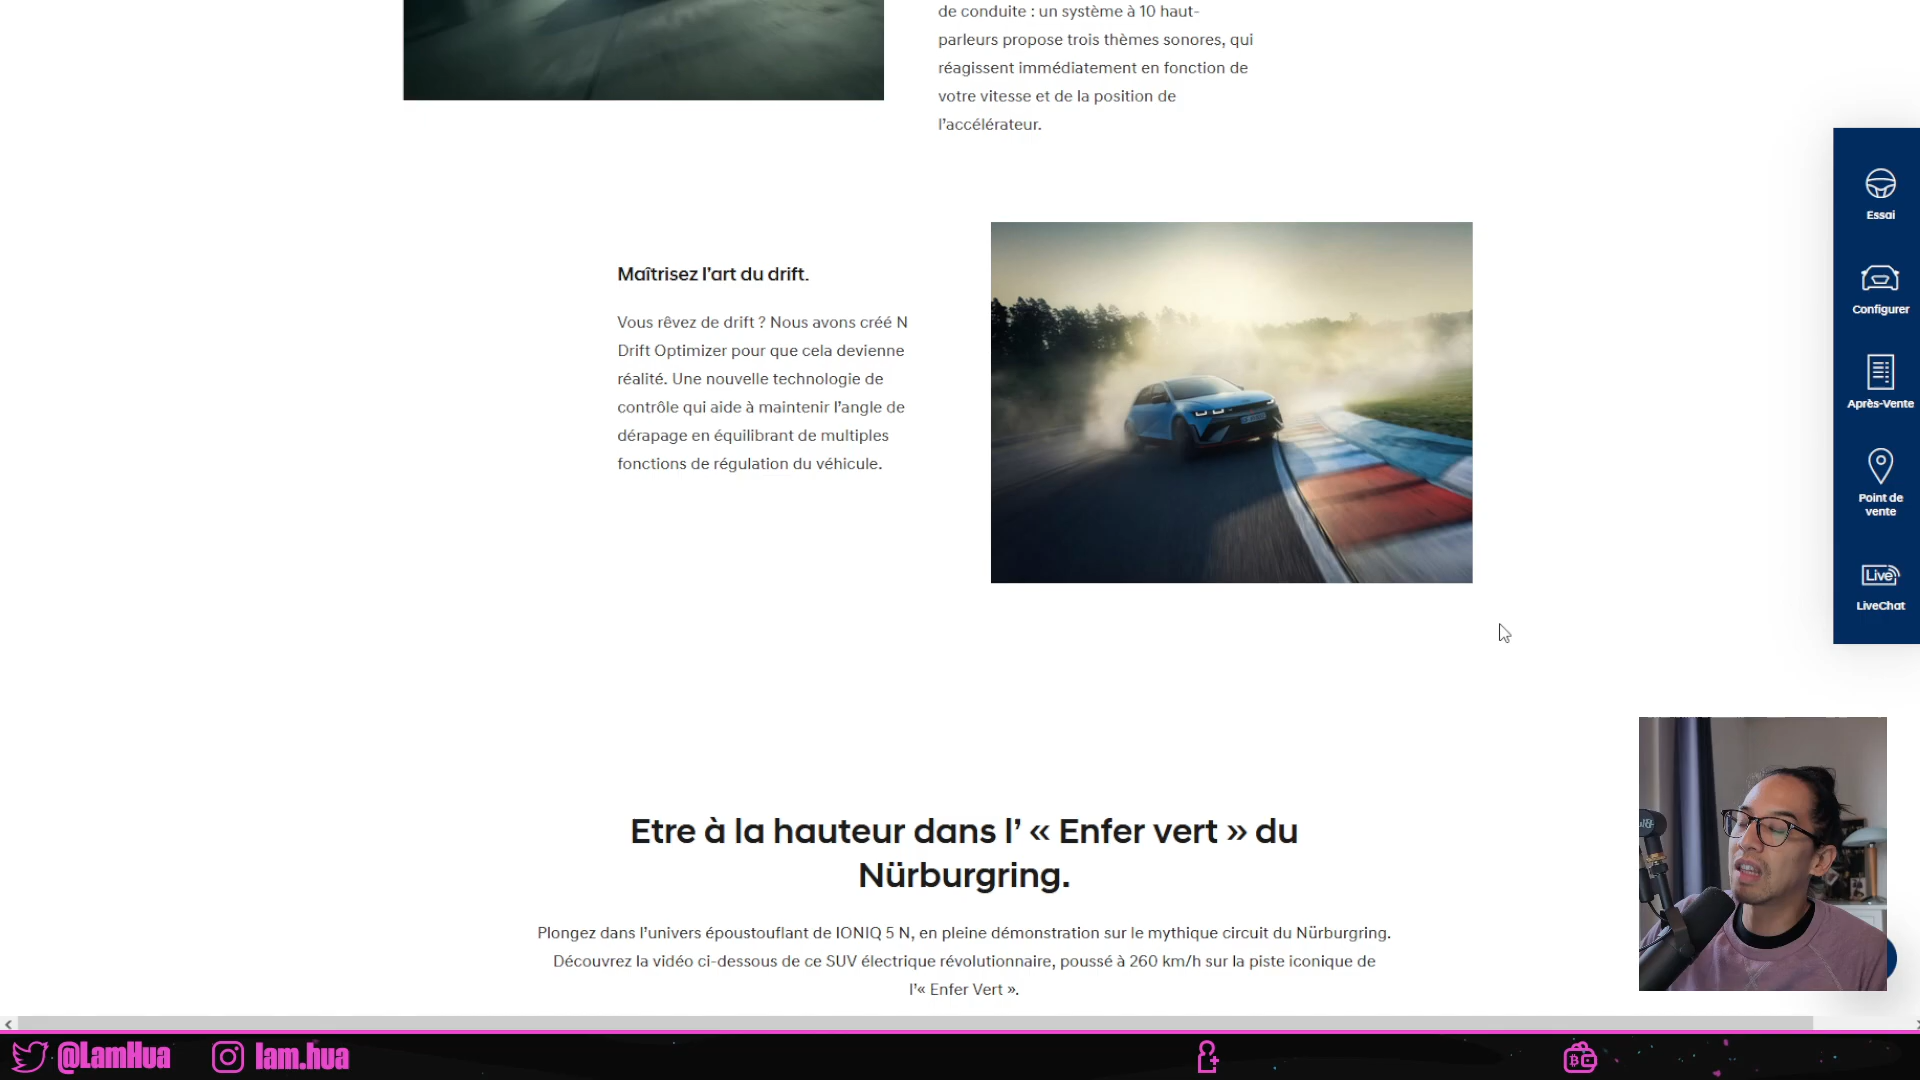 de conduite : un système à 10 haut-
parleurs propose trois thèmes sonores, qui
réagissent immédiatement en fonction de
votre vitesse et de la position de
l’accélérateur.
Maîtrisez l’art du drift.
Vous rêvez de drift ? Nous avons créé N
Drift Optimizer pour que cela devienne
réalité. Une nouvelle technologie de
contrôle qui aide à maintenir l’angle de
dérapage en équilibrant de multiples
fonctions de régulation du véhicule.
Essai
Configurer
Après-Vente
Point de
vente
Live
LiveChat
Etre à la hauteur dans l’ « Enfer vert » du
Nürburgring.
Plongez dans l’univers époustouflant de IONIQ 5 N, en pleine démonstration sur le mythique circuit du Nürburgring.
Découvrez la vidéo ci-dessous de ce SUV électrique révolutionnaire, poussé à 260 km/h sur la piste iconique de
l’« Enfer Vert ».
@LamHua
lam.hua